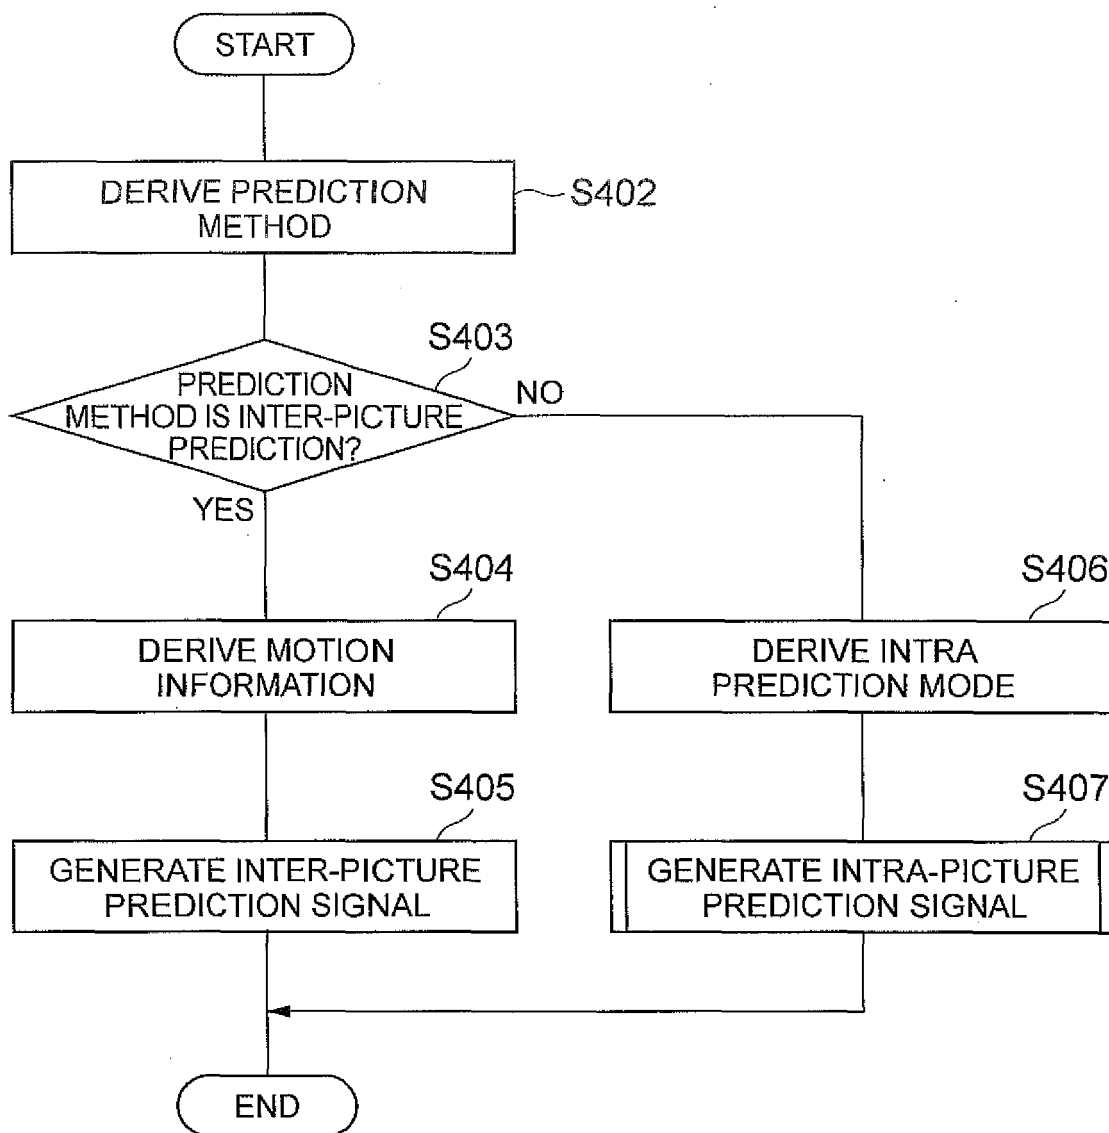 START
DERIVE PREDICTION
METHOD
S402
S403
PREDICTION
METHOD IS INTER-PICTURE
PREDICTION?
NO
YES
S404
DERIVE MOTION
INFORMATION
S406
DERIVE INTRA
PREDICTION MODE
S405
GENERATE INTER-PICTURE
PREDICTION SIGNAL
S407
GENERATE INTRA-PICTURE
PREDICTION SIGNAL
END